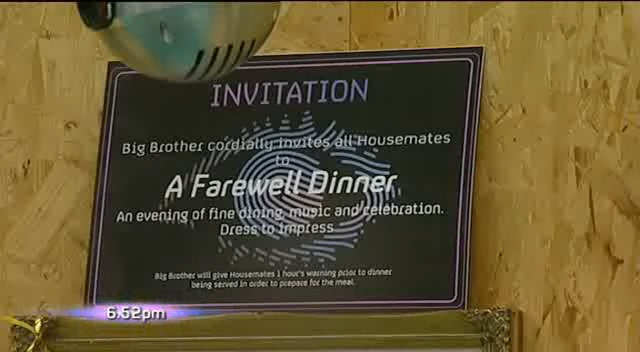 INVITATION
Big Brother cordially invites all Housemates
to
A Farewell Dinner
An evening of fine dining, music and celebration.
Dress to impress
Big Brother will give Housemates 1 hour's warning prior to dinner
being served in order to prepare for the meal.
6.52pm